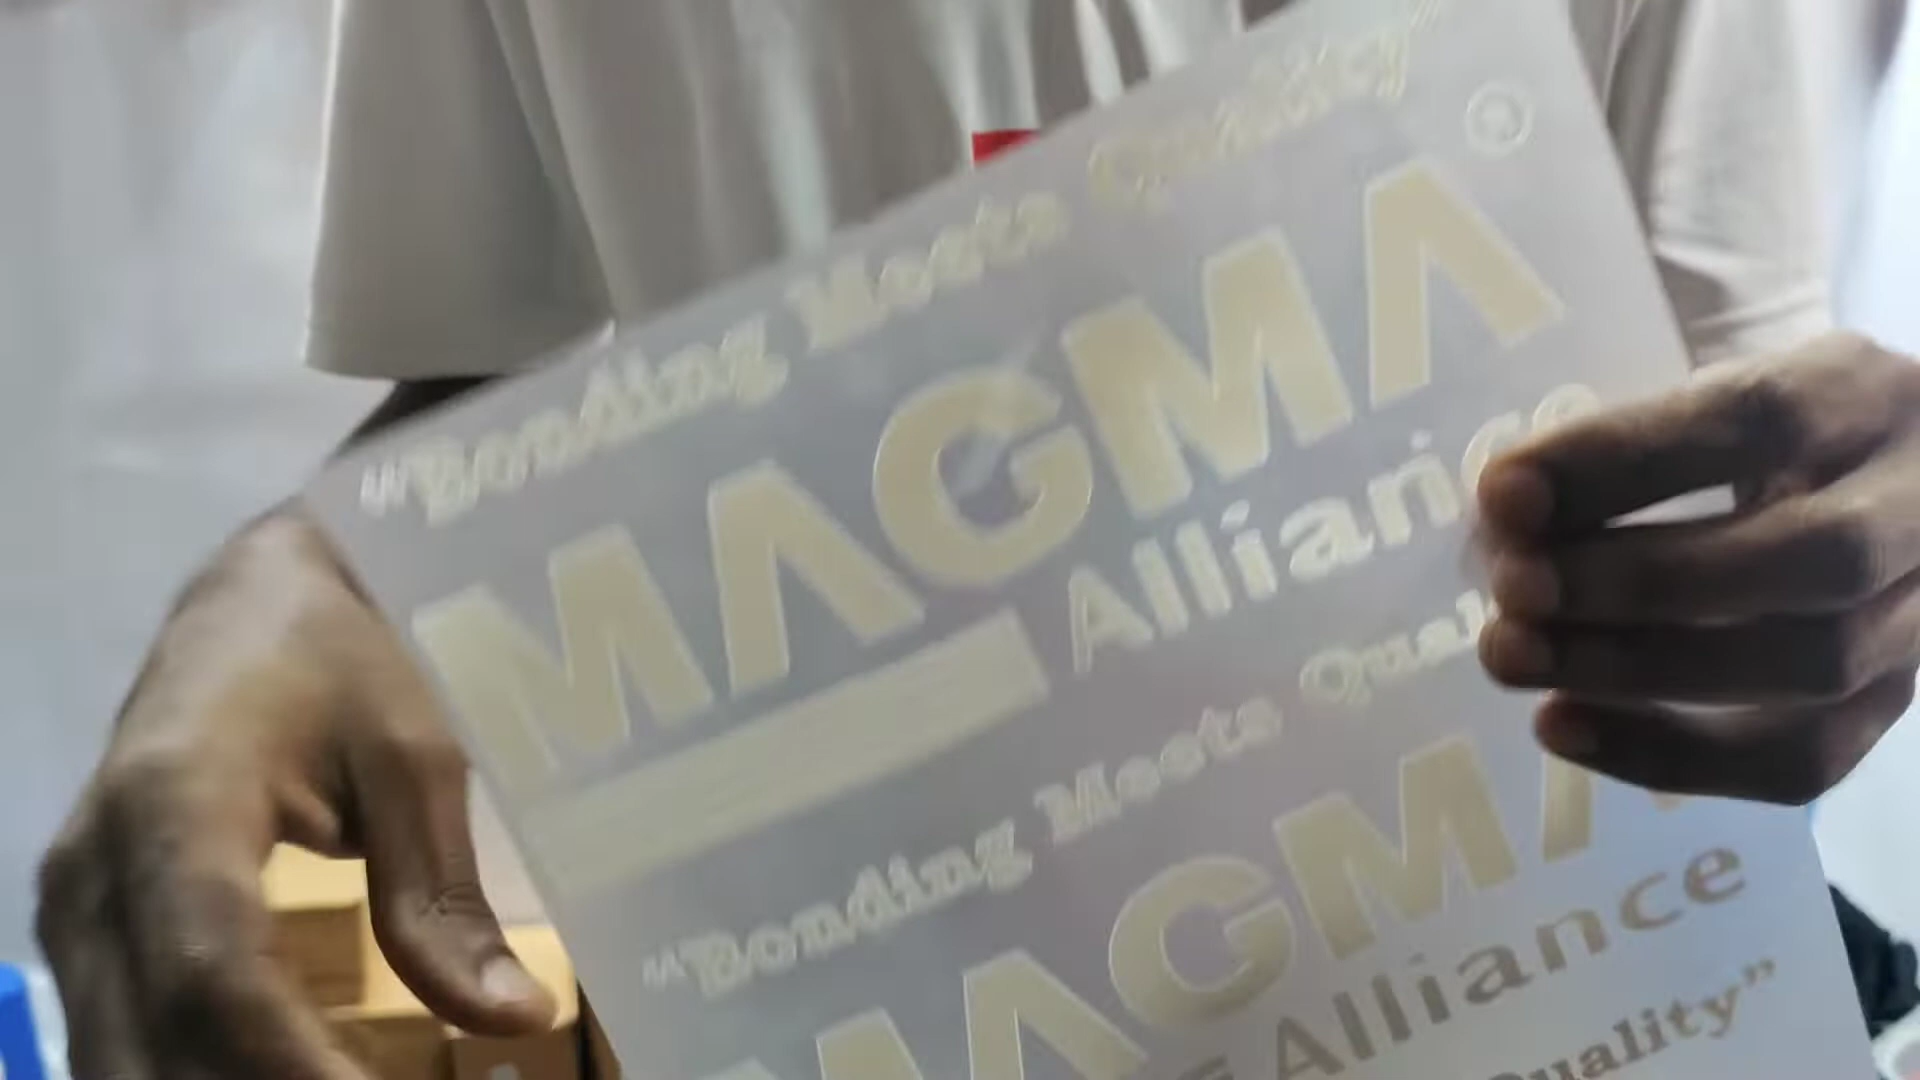 "Bonding Meets Quality"
MAGMA®
Alliance
"Bonding Meets Qual
MAGMA
Alliance
Quality"